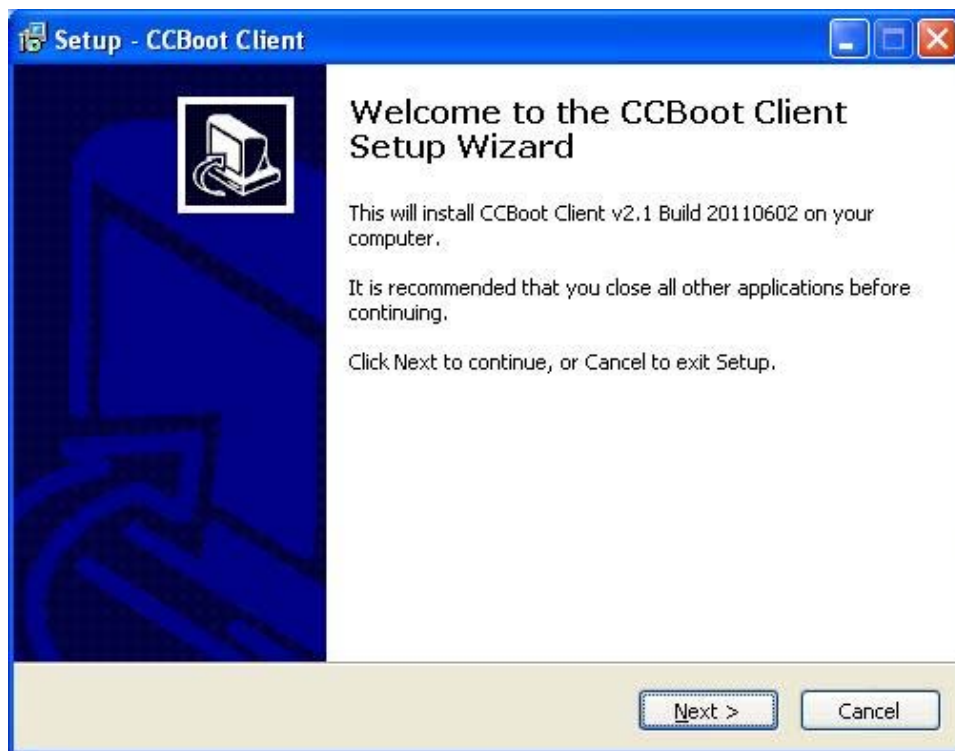 Setup - CCBoot Client
Welcome to the CCBoot Client
Setup Wizard
This will install CCBoot Client v2.1 Build 20110602 on your
computer.
It is recommended that you close all other applications before
continuing.
Click Next to continue, or Cancel to exit Setup.
Next >
Cancel